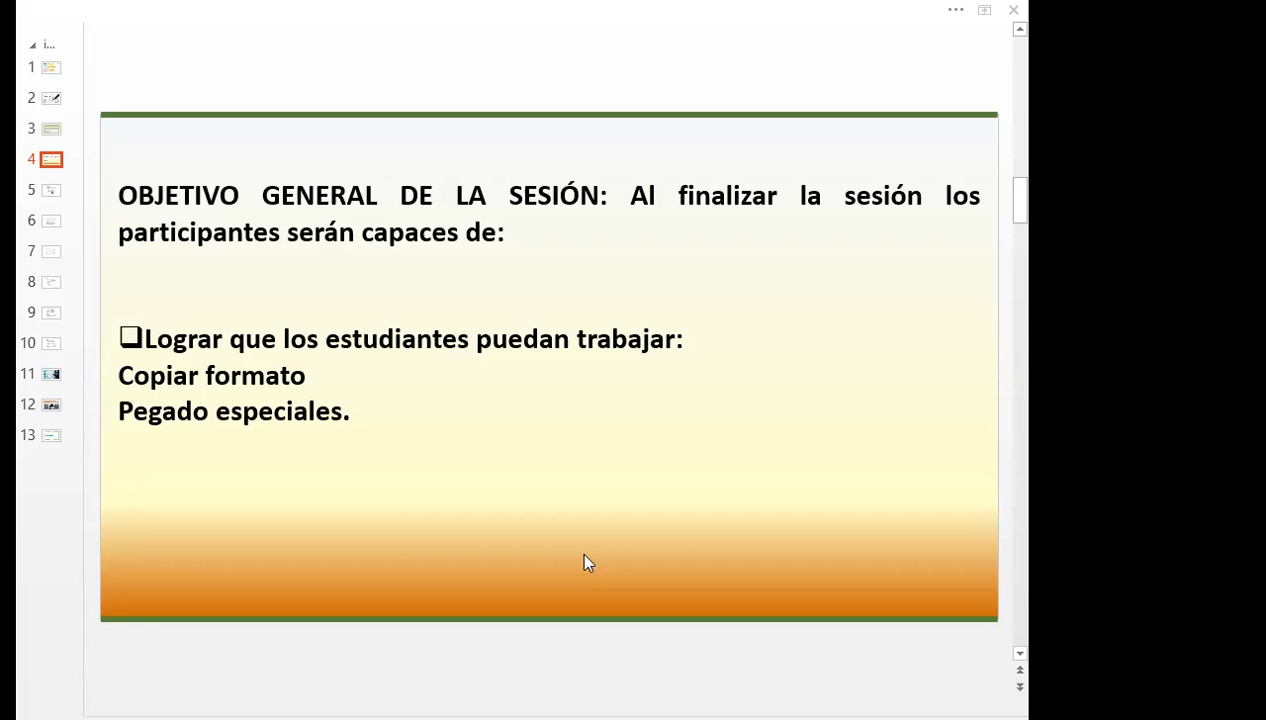 i...
1
2
3
4
5
6
7
8
9
10
11
12
13
OBJETIVO GENERAL DE LA SESIÓN: Al finalizar la sesión los
participantes serán capaces de:
❑Lograr que los estudiantes puedan trabajar:
Copiar formato
Pegado especiales.